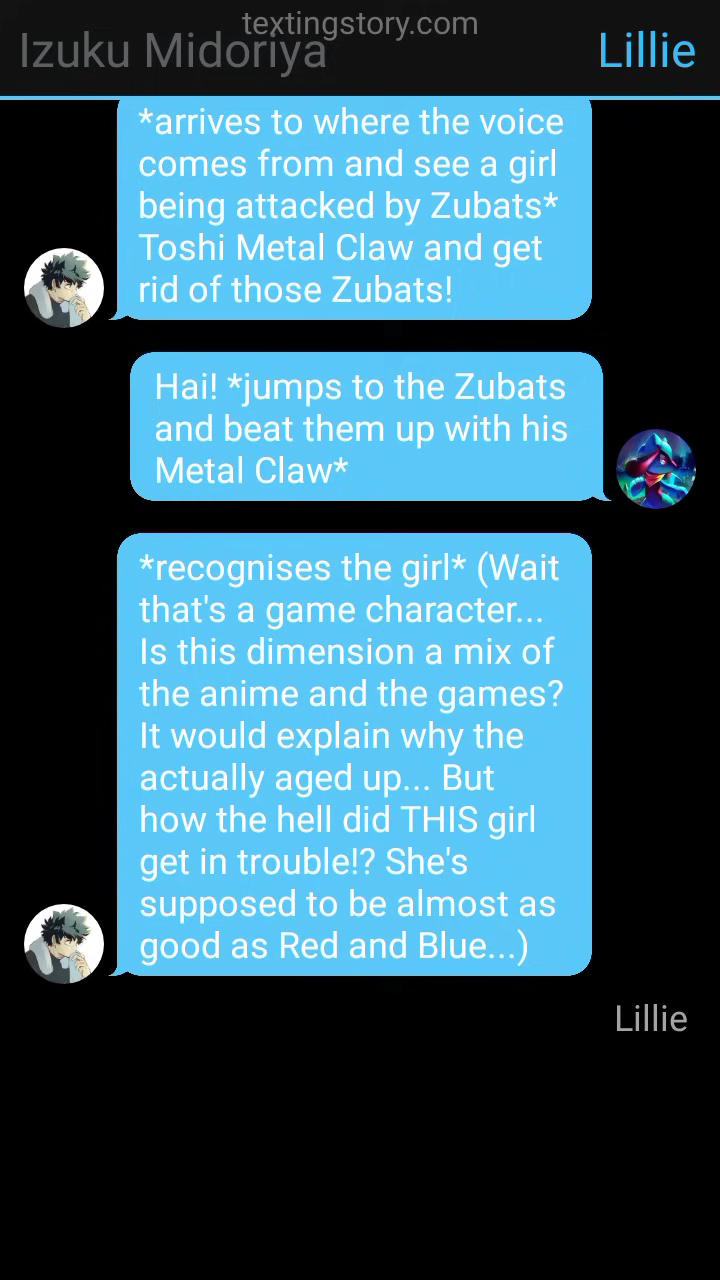 textingstory.com
Izuku Midoriya
Lillie
*arrives to where the voice
comes from and see a girl
being attacked by Zubats*
Toshi Metal Claw and get
rid of those Zubats!
Hai! *jumps to the Zubats
and beat them up with his
Metal Claw*
*recognises the girl* (Wait
that's a game character...
Is this dimension a mix of
the anime and the games?
It would explain why the
actually aged up... But
how the hell did THIS girl
get in trouble!? She's
supposed to be almost as
good as Red and Blue...)
Lillie